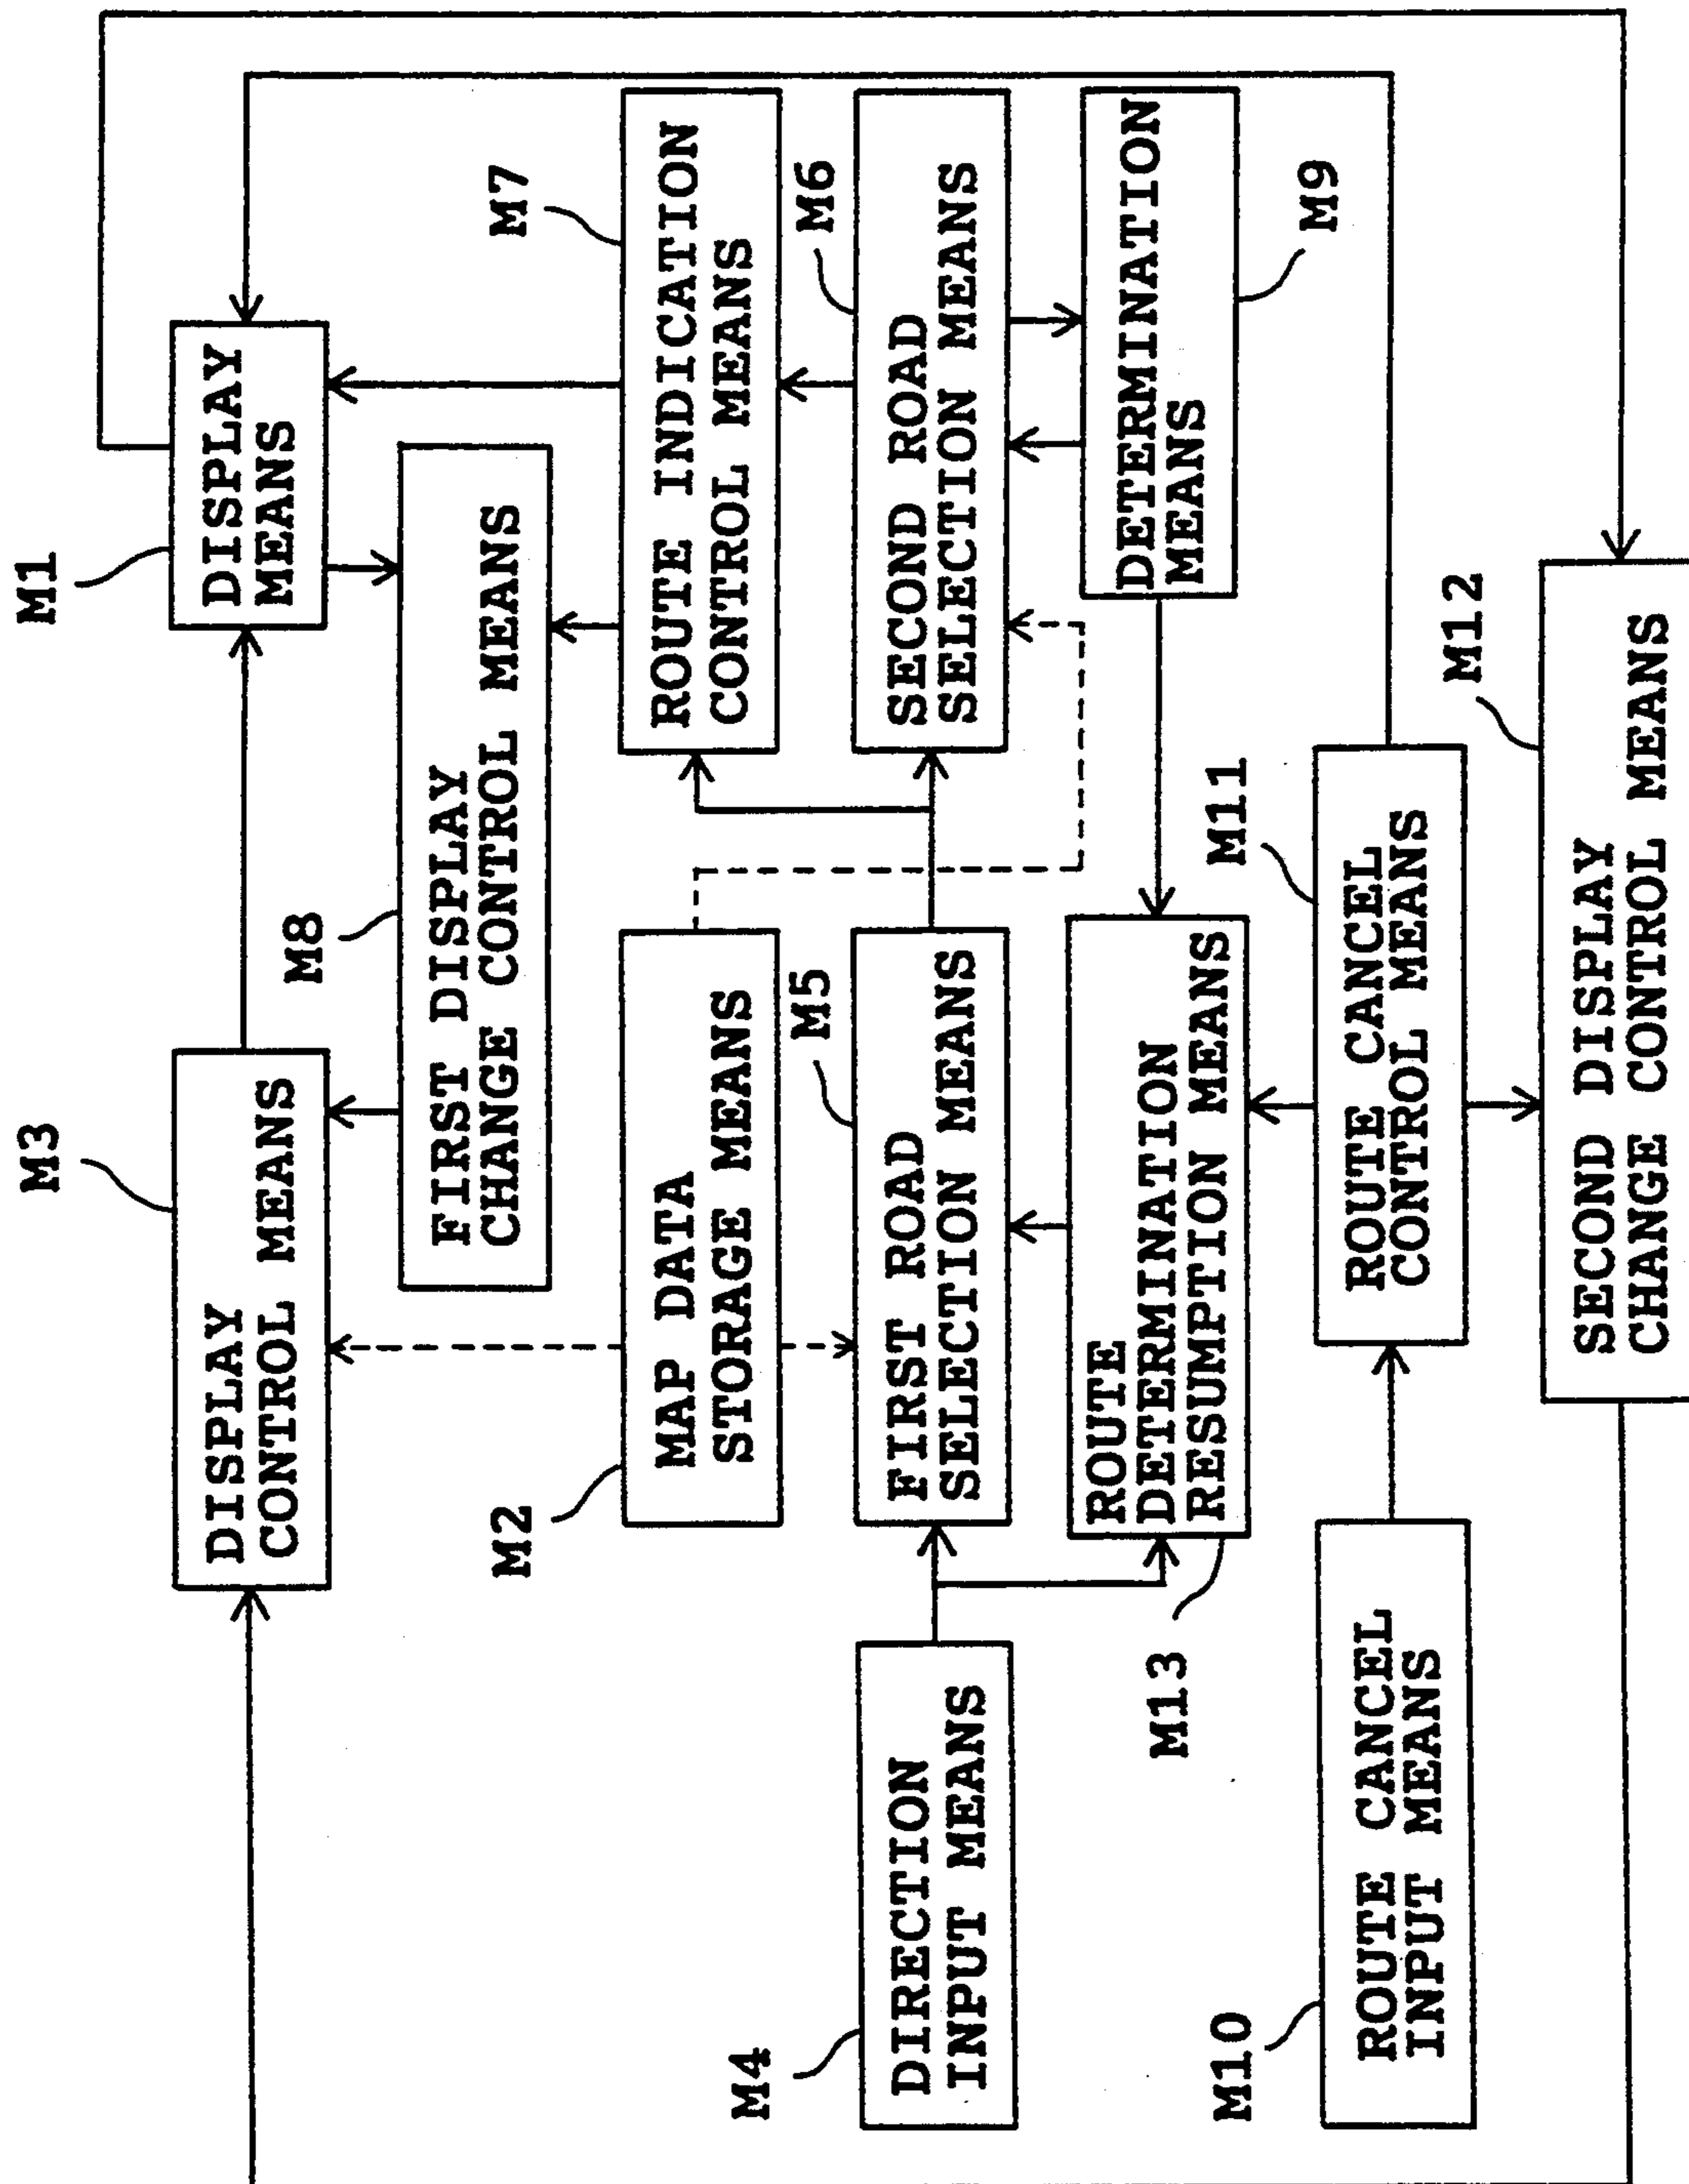 M1
DISPLAY
MEANS
M3
DISPLAY
CONTROL MEANS
M8
FIRST DISPLAY
CHANGE CONTROL MEANS
M7
ROUTE INDICATION
CONTROL MEANS
M2
MAP DATA
STORAGE MEANS
M6
SECOND ROAD
SELECTION MEANS
M5
FIRST ROAD
SELECTION MEANS
M4
DIRECTION
INPUT MEANS
DETERMINATION
MEANS
M9
ROUTE
DETERMINATION
RESUMPTION MEANS
M13
M11
ROUTE CANCEL
CONTROL MEANS
M10
ROUTE CANCEL
INPUT MEANS
M12
SECOND DISPLAY
CHANGE CONTROL MEANS